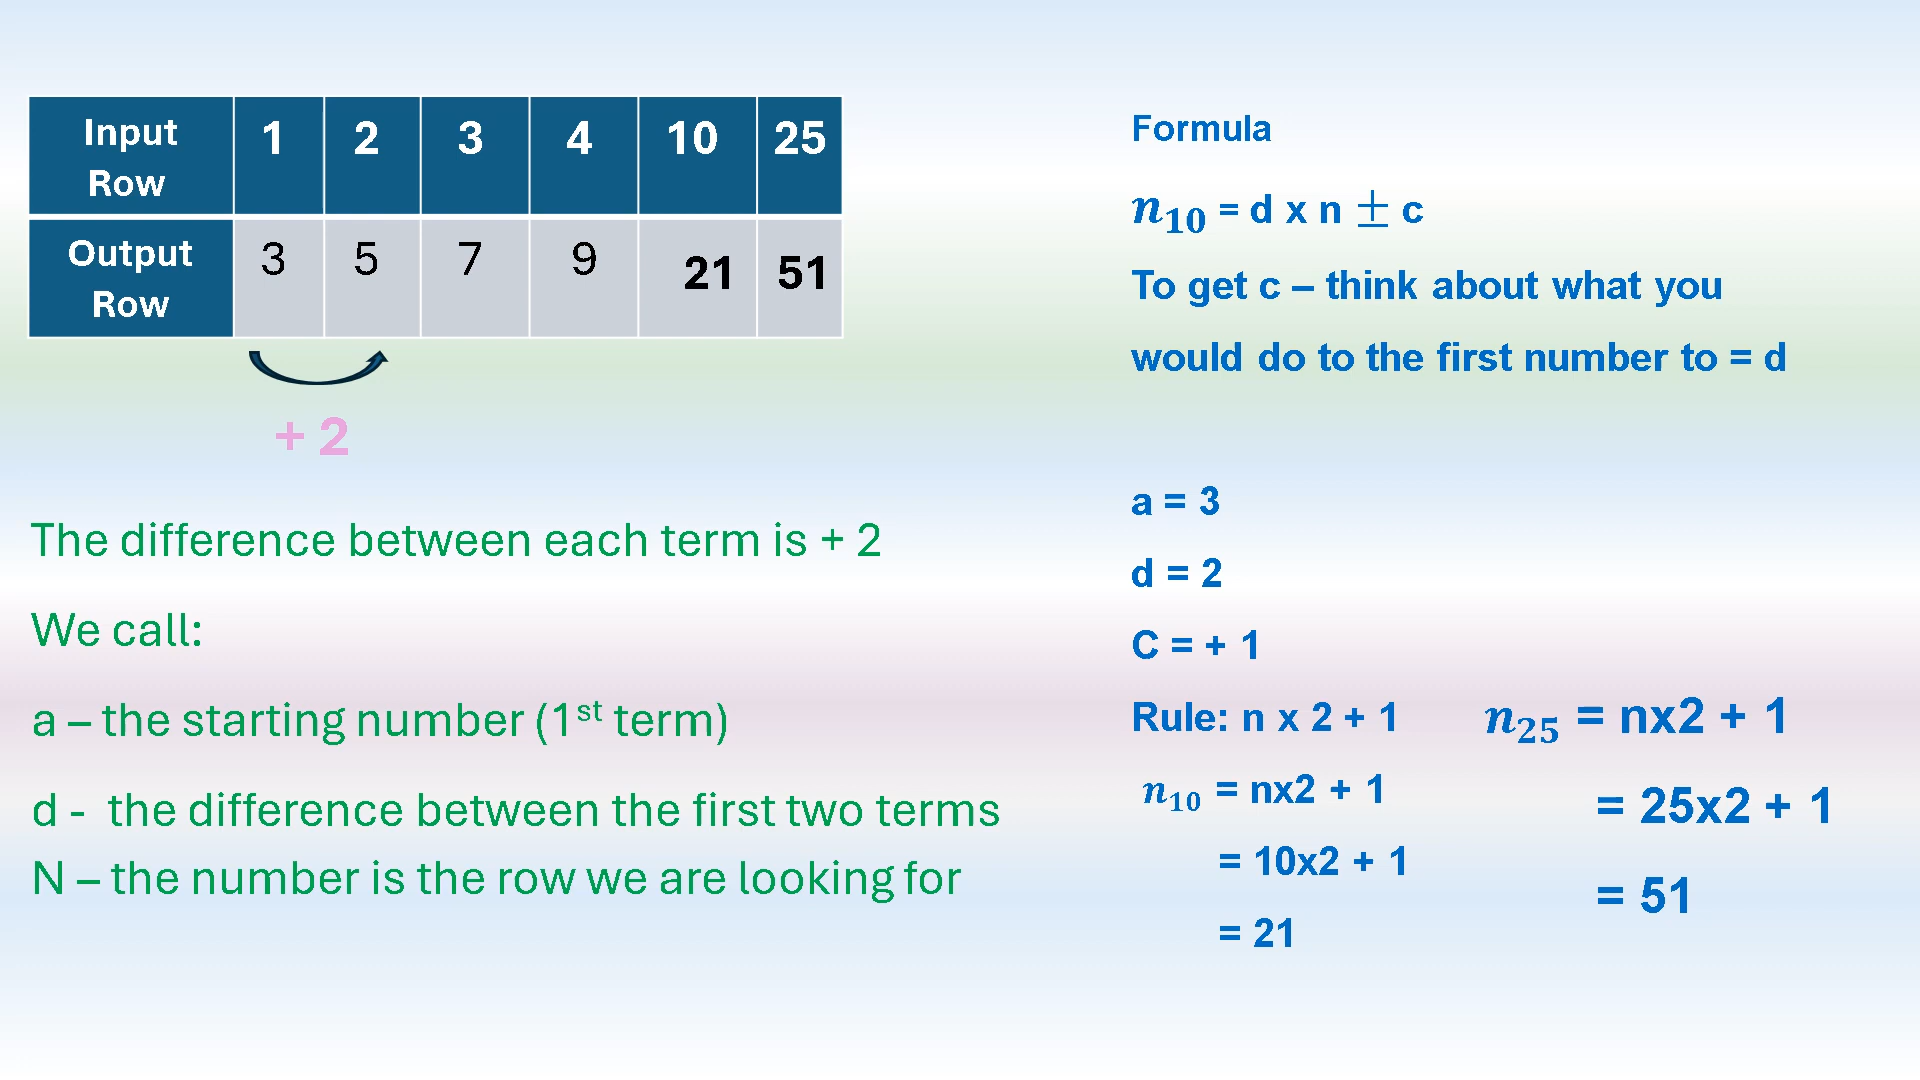 Input Row 1 2 3 4 10 25
Output Row 3 5 7 9 21 51
+ 2
The difference between each term is + 2
We call:
a – the starting number (1st term)
d - the difference between the first two terms
N – the number is the row we are looking for
Formula
n₁₀ = d x n ± c
To get c – think about what you
would do to the first number to = d
a = 3
d = 2
C = + 1
Rule: n x 2 + 1
n₁₀ = nx2 + 1
= 10x2 + 1
= 21
n₂₅ = nx2 + 1
= 25x2 + 1
= 51